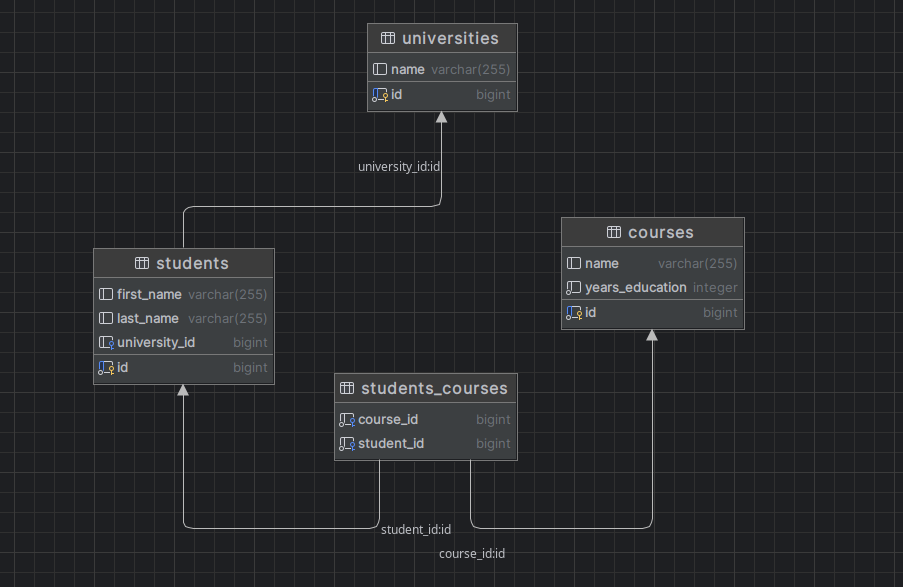 universities
name varchar(255)
id bigint
university_id:id
students
first_name varchar(255)
last_name varchar(255)
university_id bigint
id bigint
courses
name varchar(255)
years_education integer
id bigint
students_courses
course_id bigint
student_id bigint
student_id:id
course_id:id